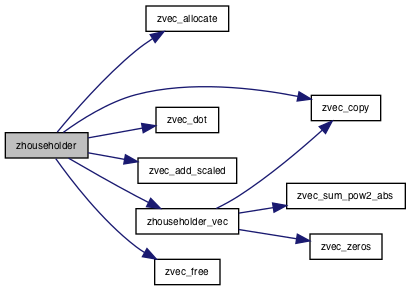 zvec_allocate
zvec_copy
zvec_dot
zhouseholder
zvec_add_scaled
zvec_sum_pow2_abs
zhouseholder_vec
zvec_zeros
zvec_free